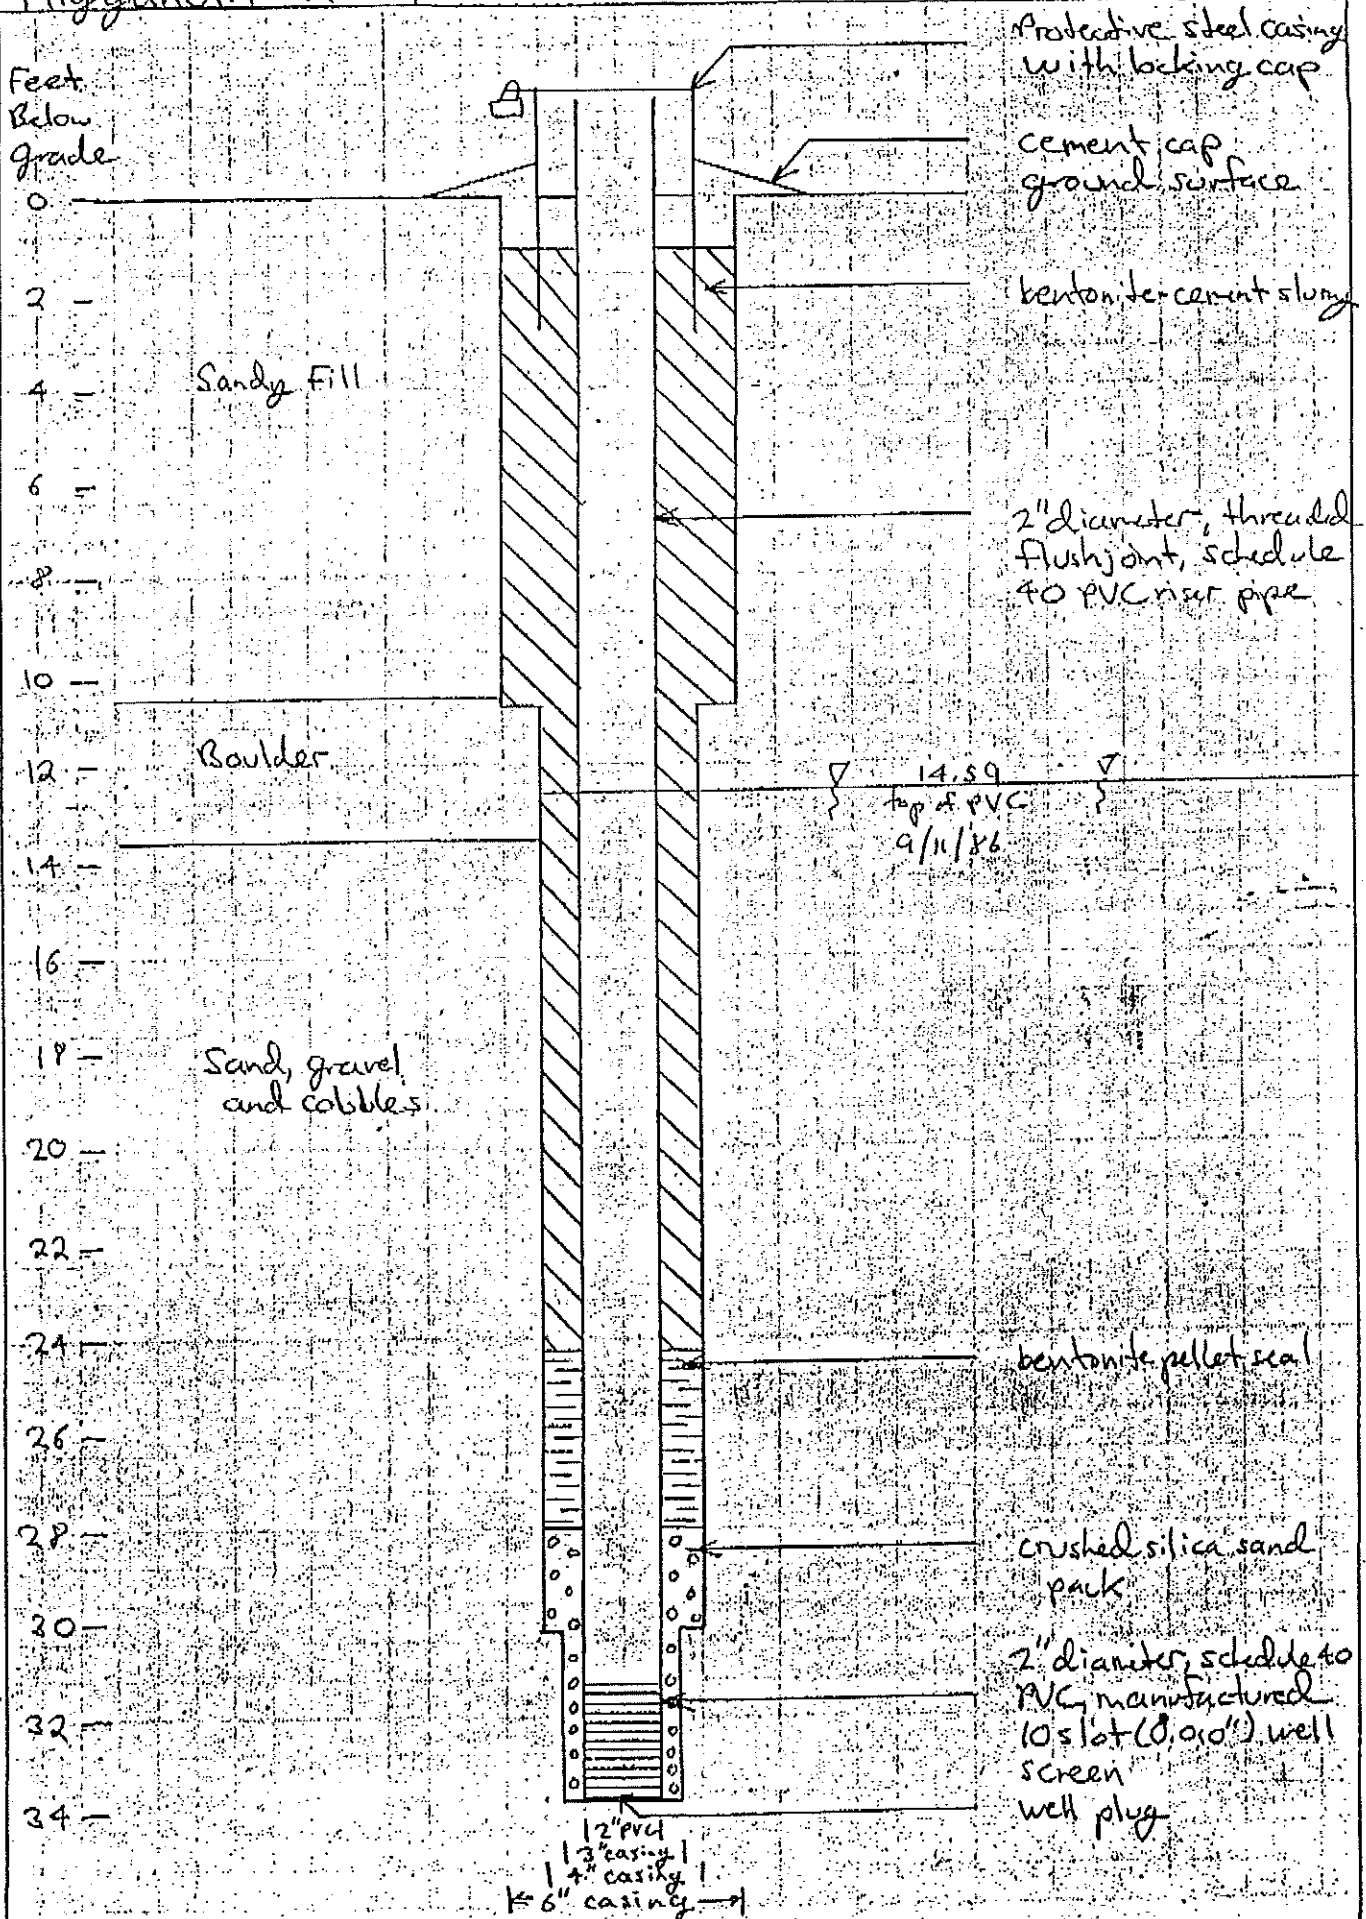 Feet
Below
grade
0
2
4
6
8
10
12
14
16
18
20
22
24
26
28
30
32
34
Sandy Fill
Boulder
Sand, gravel
and cobbles
Protective steel casing
with locking cap
cement cap
ground surface
bentonite-cement slurry
2" diameter, threaded
flush joint, schedule
40 PVC riser pipe
14.59
top of PVC
9/11/86
bentonite pellet seal
crushed silica sand
pack
2" diameter, schedule 40
PVC, manufactured
10 slot (0.010") well
screen
well plug
2" PVC
3" casing
4" casing
6" casing